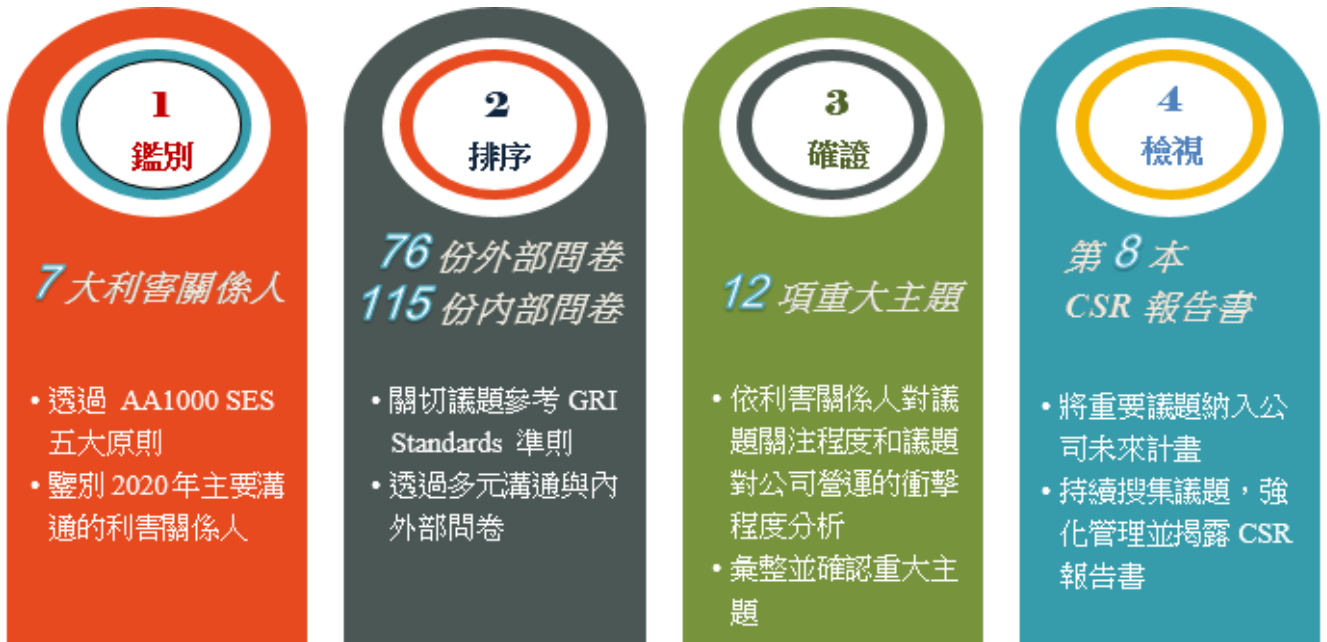 1
鑑別
7 大利害關係人
• 透過 AA1000 SES
五大原則
• 鑒別 2020年主要溝
通的利害關係人
2
排序
76 份外部問卷
115 份內部問卷
• 關切議題參考 GRI
Standards 準則
• 透過多元溝通與內
外部問卷
3
確證
12 項重大主題
• 依利害關係人對議
題關注程度和議題
對公司營運的衝擊
程度分析
• 彙整並確認重大主
題
4
檢視
第 8 本
CSR 報告書
• 將重要議題納入公
司未來計畫
• 持續搜集議題，強
化管理並揭露 CSR
報告書